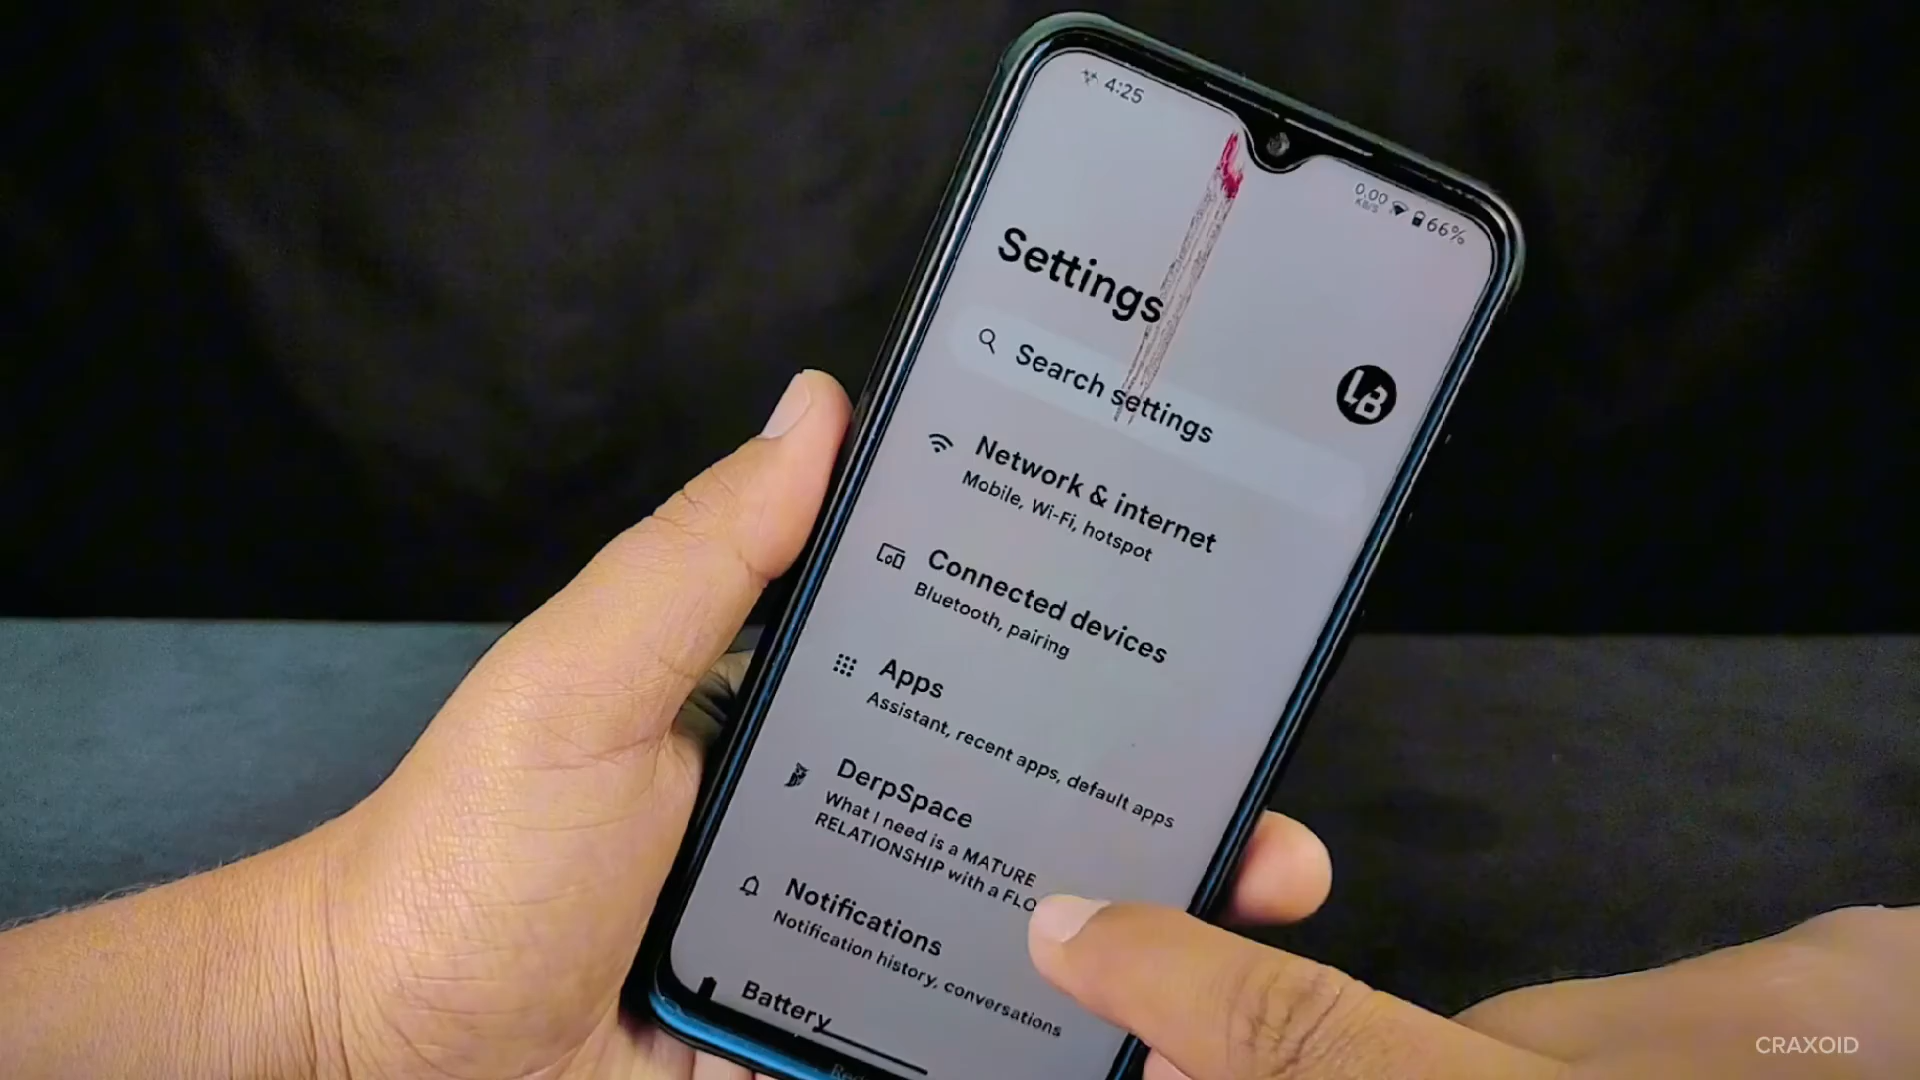 4:25
0.00
KB/S
66%
Settings
Search settings
LB
Network & internet
Mobile, Wi-Fi, hotspot
Connected devices
Bluetooth, pairing
Apps
Assistant, recent apps, default apps
DerpSpace
What I need is a MATURE
RELATIONSHIP with a FLO
Notifications
Notification history, conversations
Battery
CRAXOID